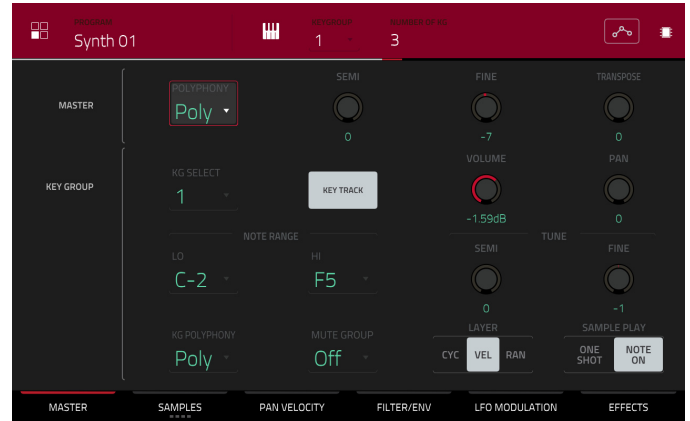 PROGRAM KEYGROUP NUMBER OF KG
Synth 01 1 3
POLYPHONY SEMI FINE TRANSPOSE
MASTER Poly
0 -7 0
VOLUME PAN
KG SELECT
KEY GROUP 1 KEY TRACK
-1.59dB 0
NOTE RANGE TUNE
LO HI SEMI FINE
C-2 F5
0 -1
KG POLYPHONY MUTE GROUP LAYER SAMPLE PLAY
Poly Off CYC VEL RAN ONE SHOT NOTE ON
MASTER SAMPLES PAN VELOCITY FILTER/ENV LFO MODULATION EFFECTS